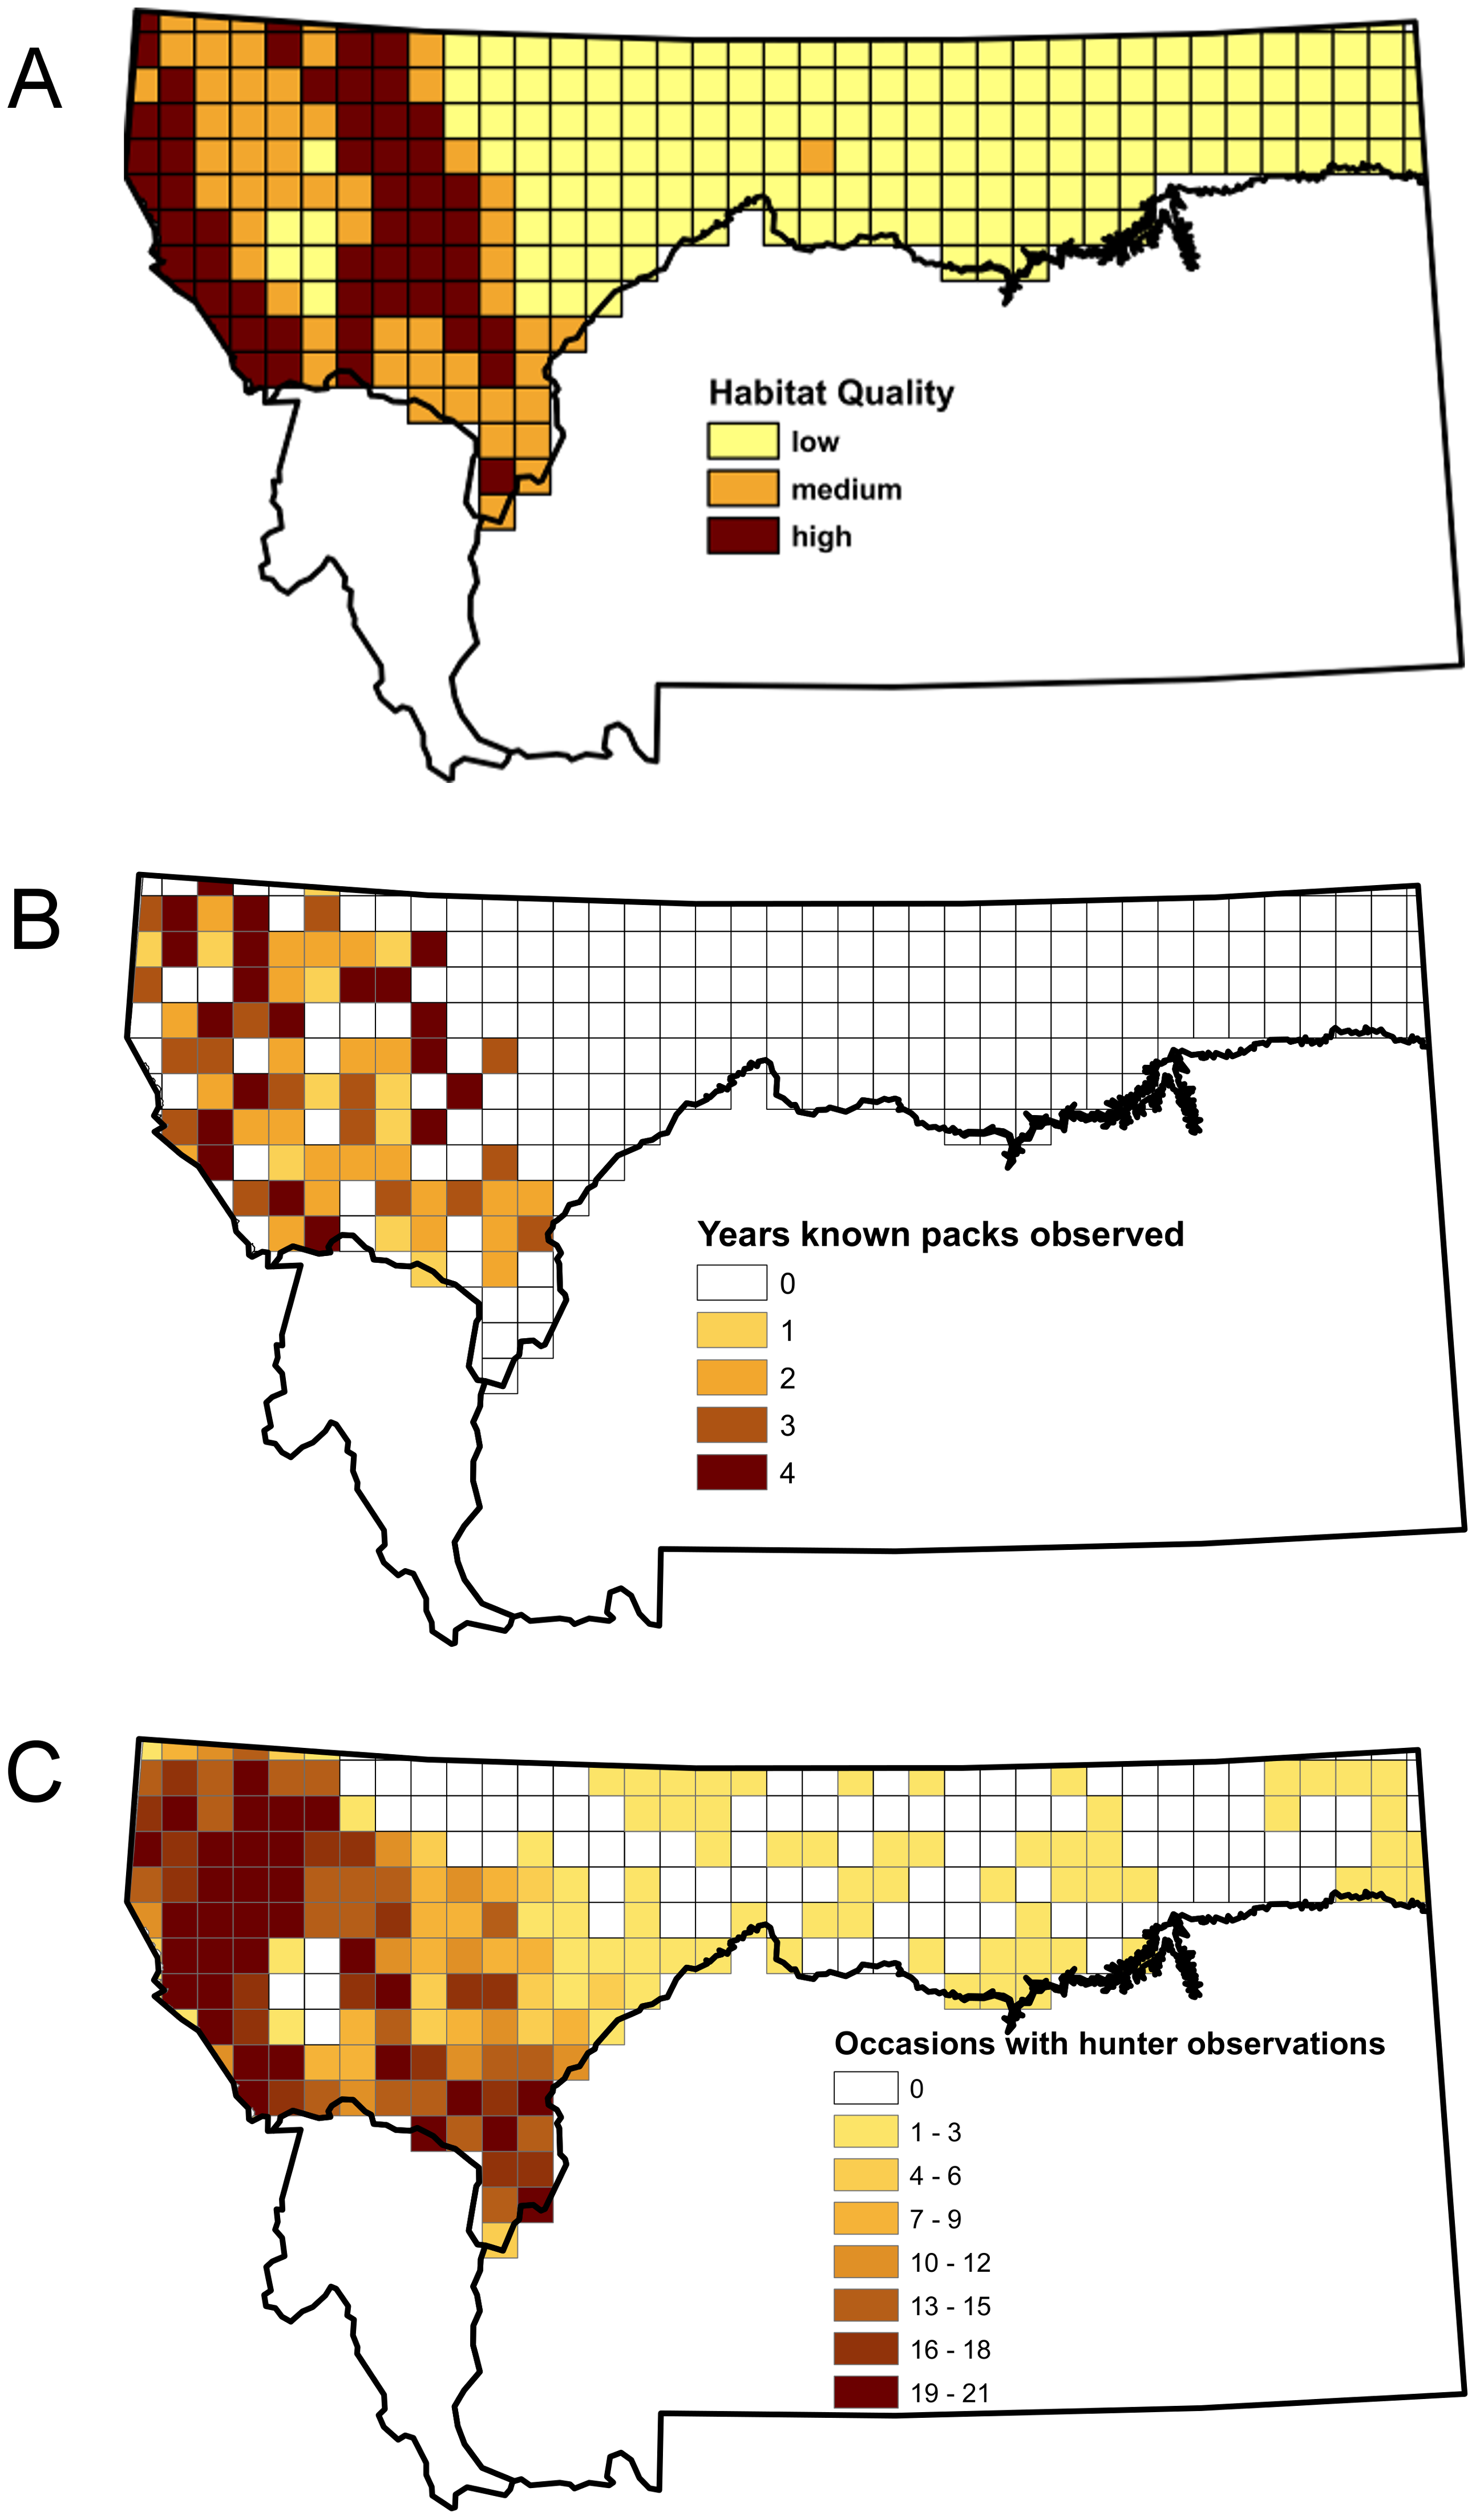 A
Habitat Quality
low
medium
high
B
Years known packs observed
0
1
2
3
4
C
Occasions with hunter observations
0
1 - 3
4 - 6
7 - 9
10 - 12
13 - 15
16 - 18
19 - 21